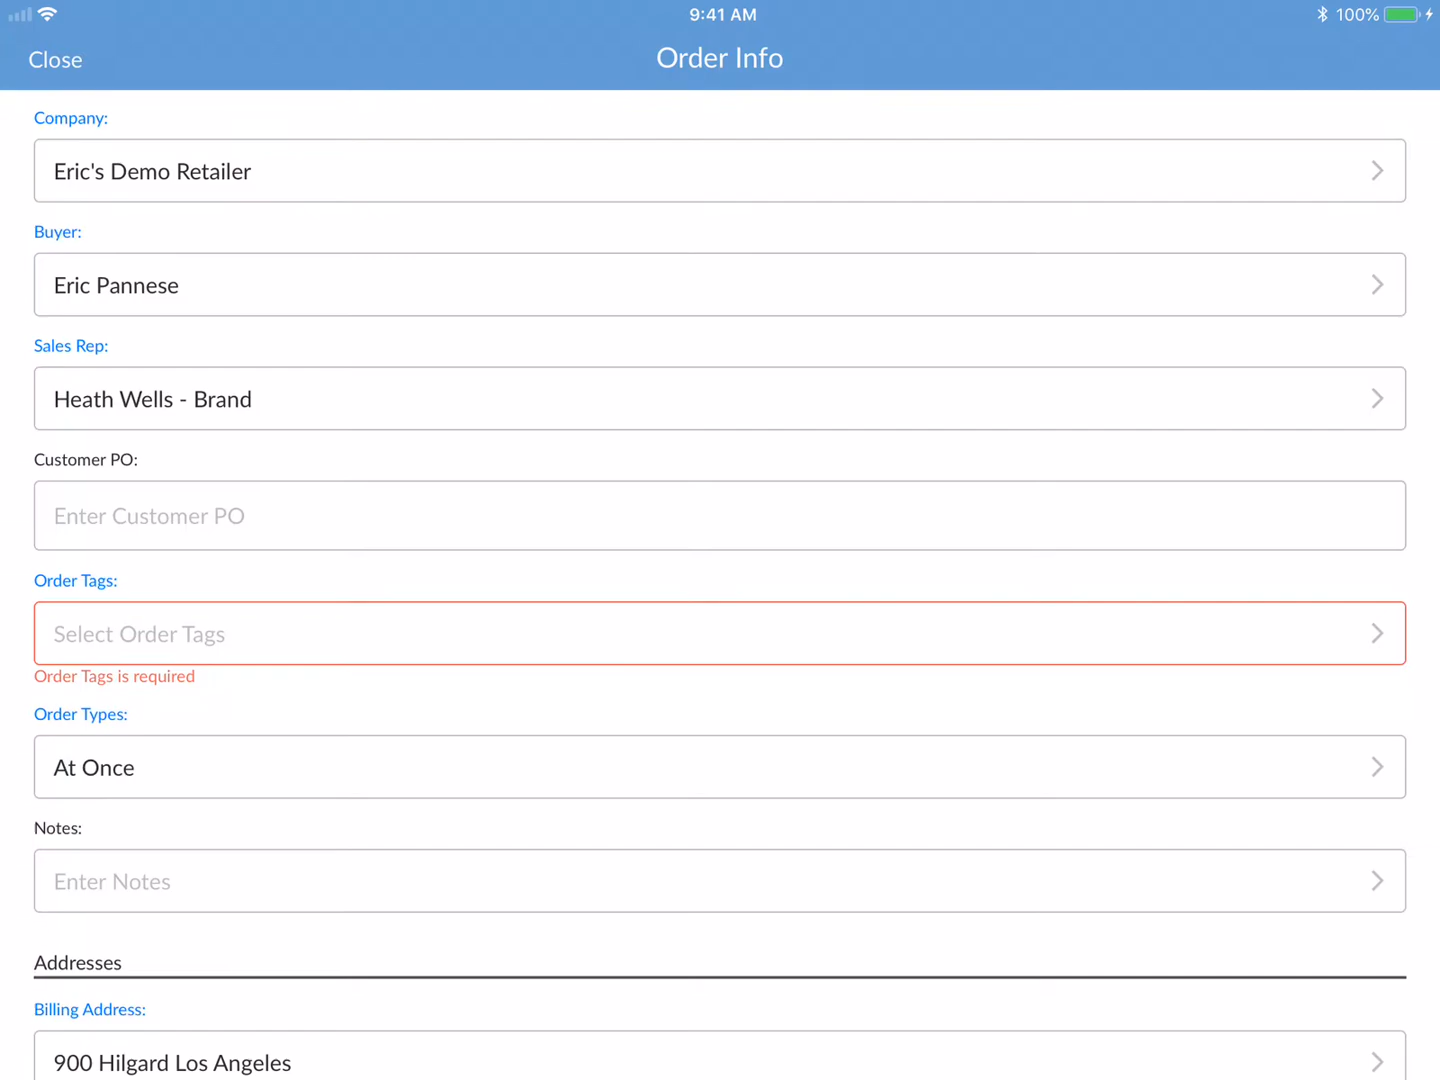 9:41 AM
100%
Close
Order Info
Company:
Eric's Demo Retailer
Buyer:
Eric Pannese
Sales Rep:
Heath Wells - Brand
Customer PO:
Enter Customer PO
Order Tags:
Select Order Tags
Order Tags is required
Order Types:
At Once
Notes:
Enter Notes
Addresses
Billing Address:
900 Hilgard Los Angeles